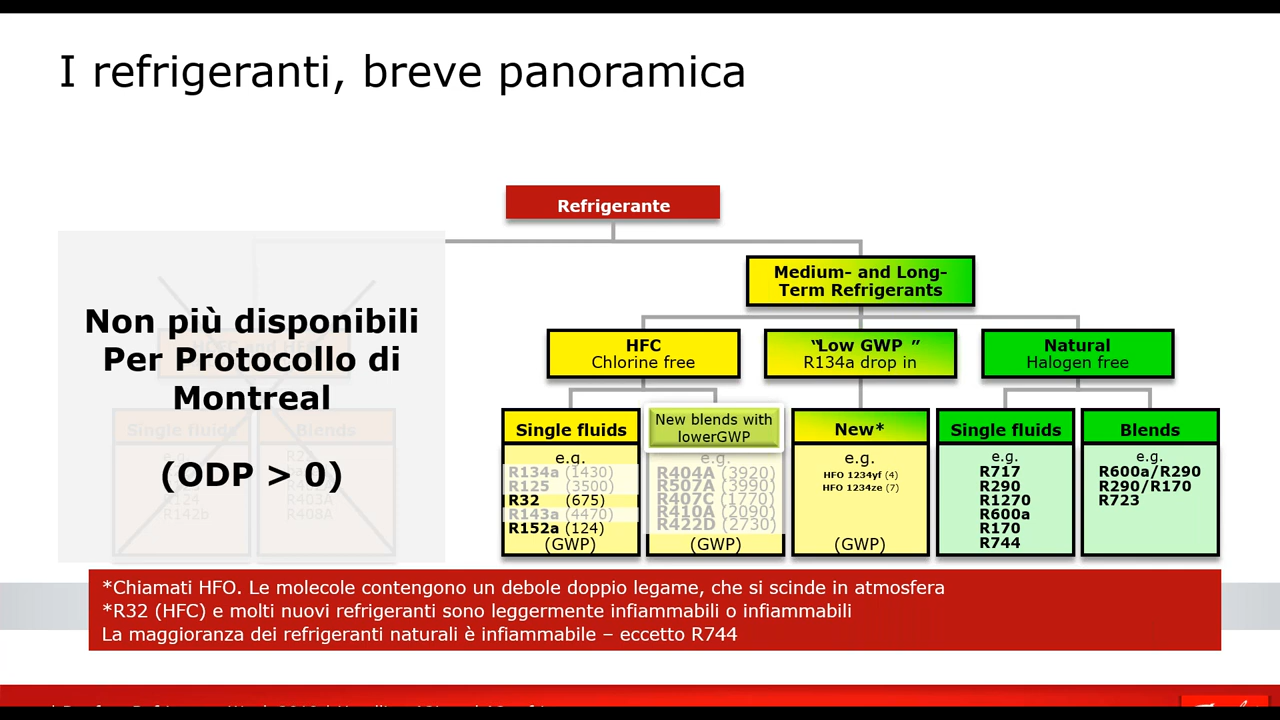 I refrigeranti, breve panoramica
Refrigerante
Medium- and Long-
Term Refrigerants
Non più disponibili
Per Protocollo di
Montreal
(ODP > 0)
HFC
Chlorine free
“Low GWP ”
R134a drop in
Natural
Halogen free
Single fluids
Blends
R124
R142b
R403A
R408A
Single fluids
e.g.
R134a (1430)
R125 (3500)
R32 (675)
R143a (4470)
R152a (124)
(GWP)
New blends with
lowerGWP
e.g.
R404A (3920)
R507A (3990)
R407C (1770)
R410A (2090)
R422D (2730)
(GWP)
New*
e.g.
HFO 1234yf (4)
HFO 1234ze (7)
(GWP)
Single fluids
e.g.
R717
R290
R1270
R600a
R170
R744
Blends
e.g.
R600a/R290
R290/R170
R723
*Chiamati HFO. Le molecole contengono un debole doppio legame, che si scinde in atmosfera
*R32 (HFC) e molti nuovi refrigeranti sono leggermente infiammabili o infiammabili
La maggioranza dei refrigeranti naturali è infiammabile – eccetto R744